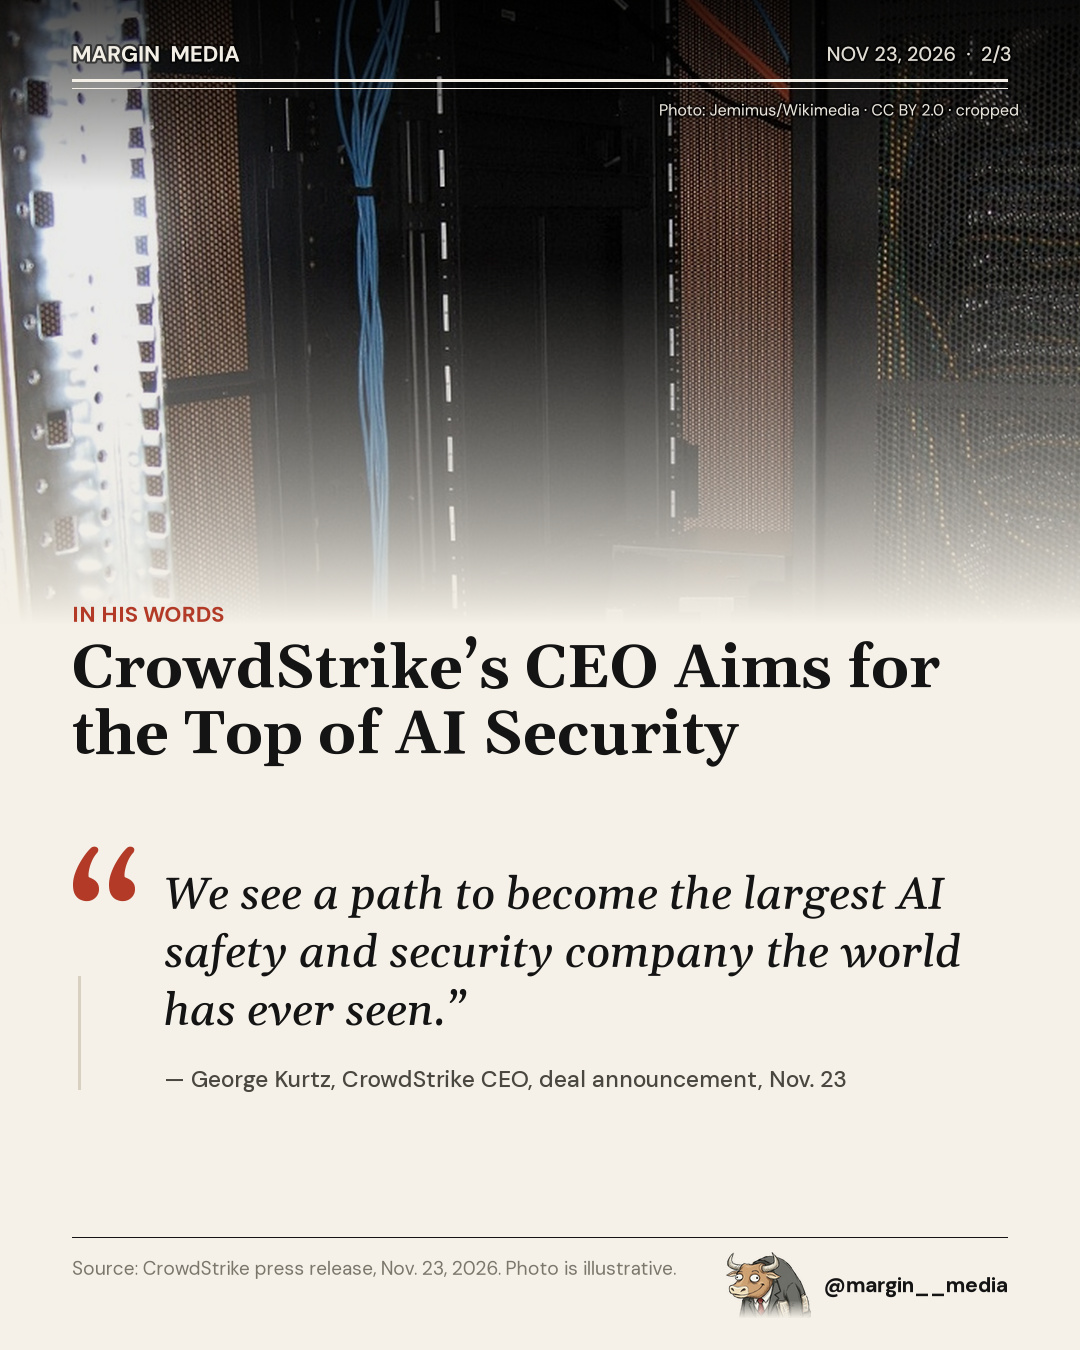 MARGIN MEDIA
NOV 23, 2026 · 2/3
Photo: Jemimus/Wikimedia · CC BY 2.0 · cropped
IN HIS WORDS
CrowdStrike’s CEO Aims for
the Top of AI Security
“We see a path to become the largest AI
safety and security company the world
has ever seen.”
— George Kurtz, CrowdStrike CEO, deal announcement, Nov. 23
Source: CrowdStrike press release, Nov. 23, 2026. Photo is illustrative.
@margin__media